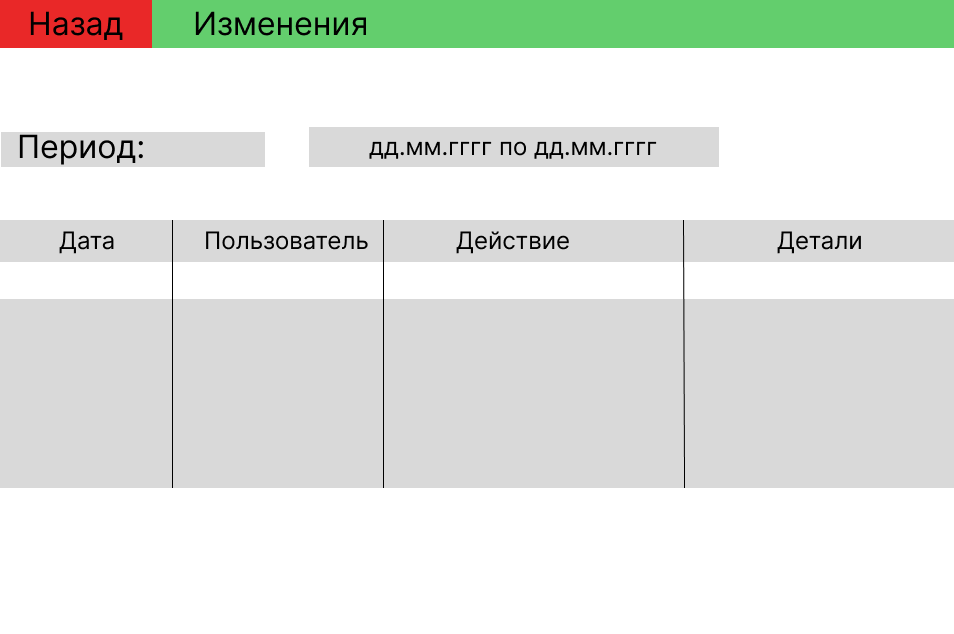 Назад Изменения
Период: дд.мм.гггг по дд.мм.гггг
Дата Пользователь Действие Детали